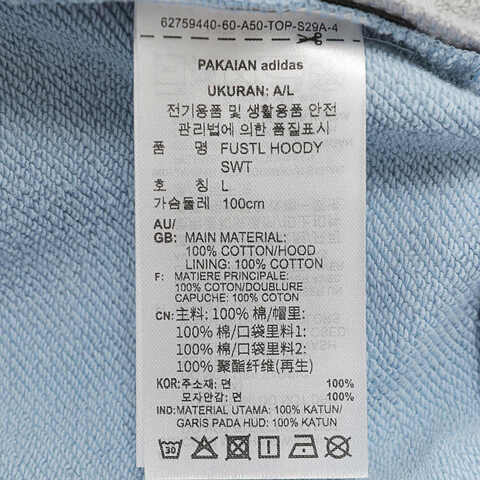 62759440-60-A50-TOP-S29A-4
PAKAIAN adidas
UKURAN: A/L
전기용품 및 생활용품 안전
관리법에 의한 품질표시
품 명 FUSTL HOODY
SWT
호 칭 L
가슴둘레 100cm
AU/
GB: MAIN MATERIAL:
100% COTTON/HOOD
LINING: 100% COTTON
F: MATIERE PRINCIPALE:
100% COTON/DOUBLURE
CAPUCHE: 100% COTON
CN: 主料: 100% 棉/帽里:
100% 棉/口袋里料1:
100% 棉/口袋里料2:
100% 聚酯纤维(再生)
KOR: 주소재: 면 100%
모자안감: 면 100%
IND: MATERIAL UTAMA: 100% KATUN/
GARIS PADA HUD: 100% KATUN
30